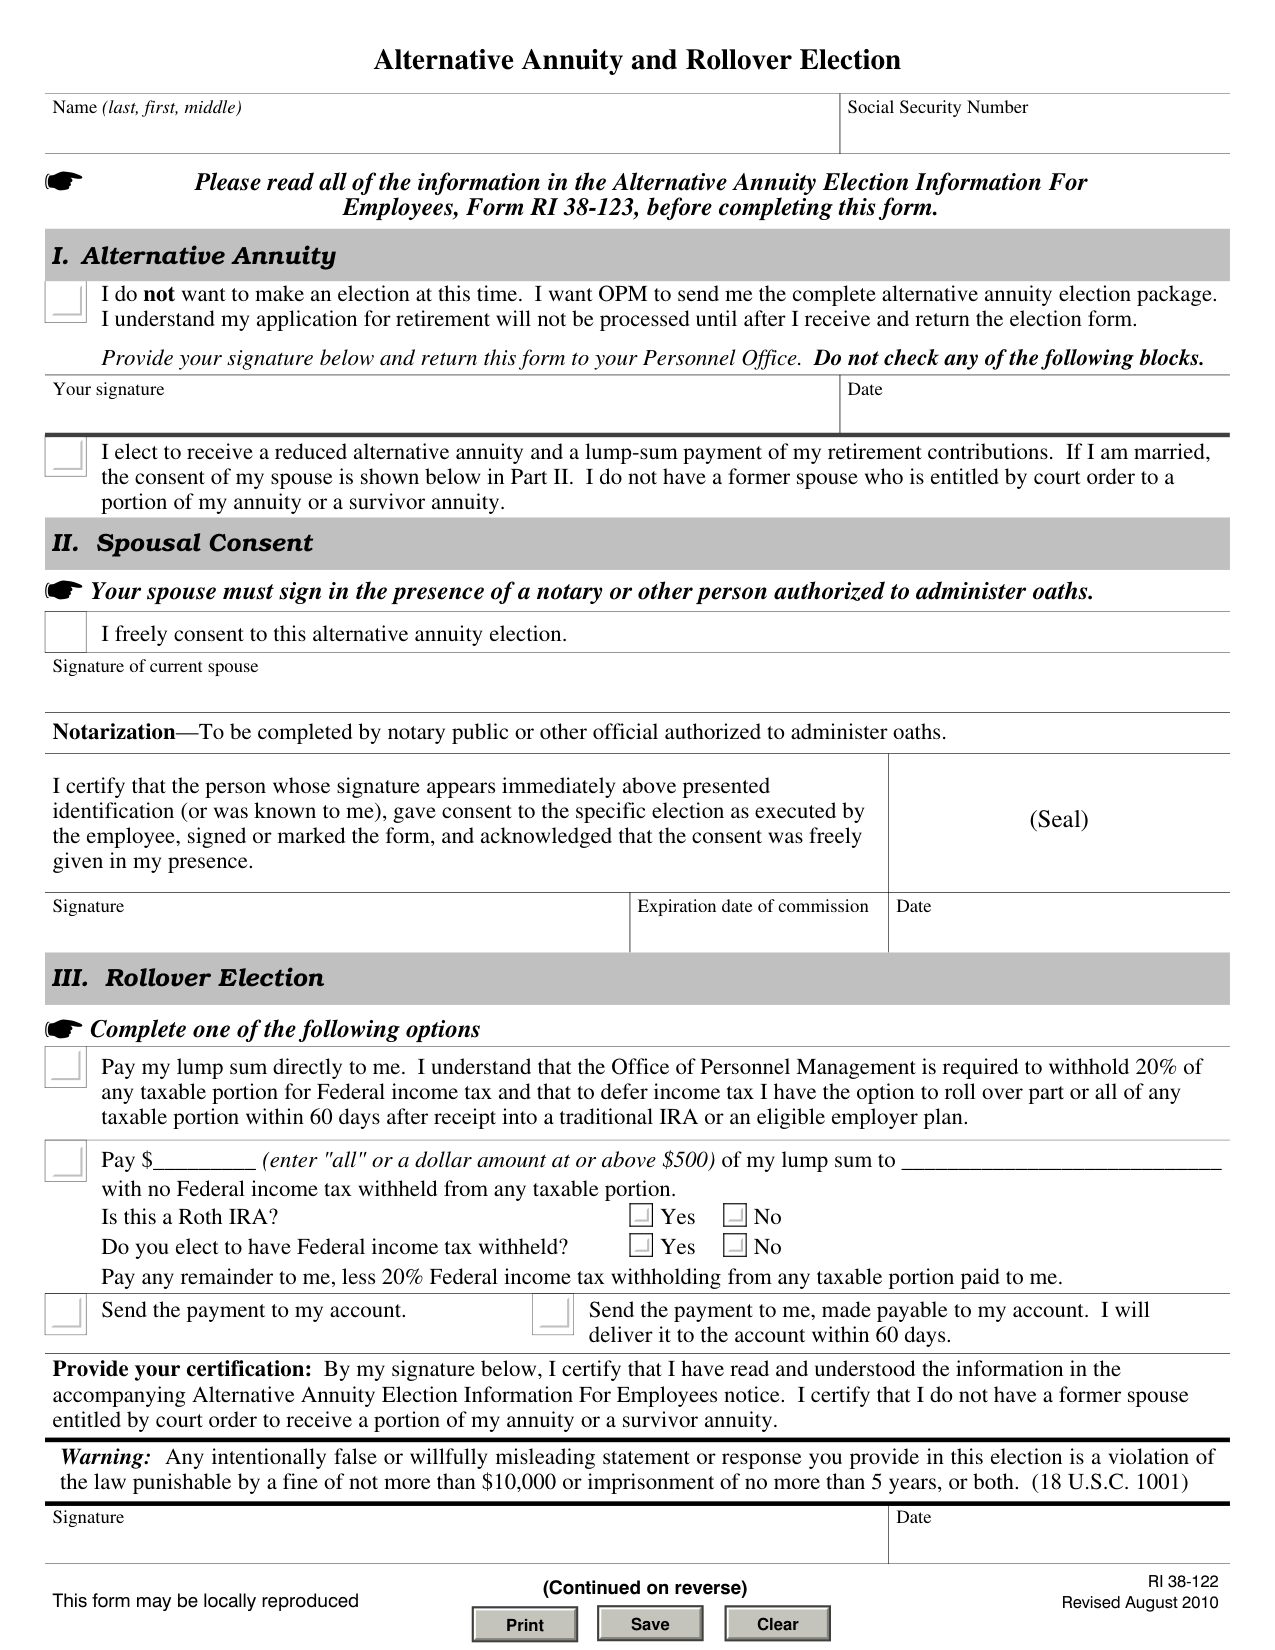 Alternative Annuity and Rollover Election
Name (last, first, middle)
Social Security Number
Please read all of the information in the Alternative Annuity Election Information For
Employees, Form RI 38-123, before completing this form.
I. Alternative Annuity
I do not want to make an election at this time. I want OPM to send me the complete alternative annuity election package.
I understand my application for retirement will not be processed until after I receive and return the election form.
Provide your signature below and return this form to your Personnel Office. Do not check any of the following blocks.
Your signature
Date
I elect to receive a reduced alternative annuity and a lump-sum payment of my retirement contributions. If I am married,
the consent of my spouse is shown below in Part II. I do not have a former spouse who is entitled by court order to a
portion of my annuity or a survivor annuity.
II. Spousal Consent
Your spouse must sign in the presence of a notary or other person authorized to administer oaths.
I freely consent to this alternative annuity election.
Signature of current spouse
Notarization—To be completed by notary public or other official authorized to administer oaths.
I certify that the person whose signature appears immediately above presented
identification (or was known to me), gave consent to the specific election as executed by
the employee, signed or marked the form, and acknowledged that the consent was freely
given in my presence.
(Seal)
Signature
Expiration date of commission
Date
III. Rollover Election
Complete one of the following options
Pay my lump sum directly to me. I understand that the Office of Personnel Management is required to withhold 20% of
any taxable portion for Federal income tax and that to defer income tax I have the option to roll over part or all of any
taxable portion within 60 days after receipt into a traditional IRA or an eligible employer plan.
Pay $_________ (enter "all" or a dollar amount at or above $500) of my lump sum to ____________________________
with no Federal income tax withheld from any taxable portion.
Is this a Roth IRA? Yes No
Do you elect to have Federal income tax withheld? Yes No
Pay any remainder to me, less 20% Federal income tax withholding from any taxable portion paid to me.
Send the payment to my account.
Send the payment to me, made payable to my account. I will
deliver it to the account within 60 days.
Provide your certification: By my signature below, I certify that I have read and understood the information in the
accompanying Alternative Annuity Election Information For Employees notice. I certify that I do not have a former spouse
entitled by court order to receive a portion of my annuity or a survivor annuity.
Warning: Any intentionally false or willfully misleading statement or response you provide in this election is a violation of
the law punishable by a fine of not more than $10,000 or imprisonment of no more than 5 years, or both. (18 U.S.C. 1001)
Signature
Date
This form may be locally reproduced
(Continued on reverse)
RI 38-122
Revised August 2010
Print
Save
Clear